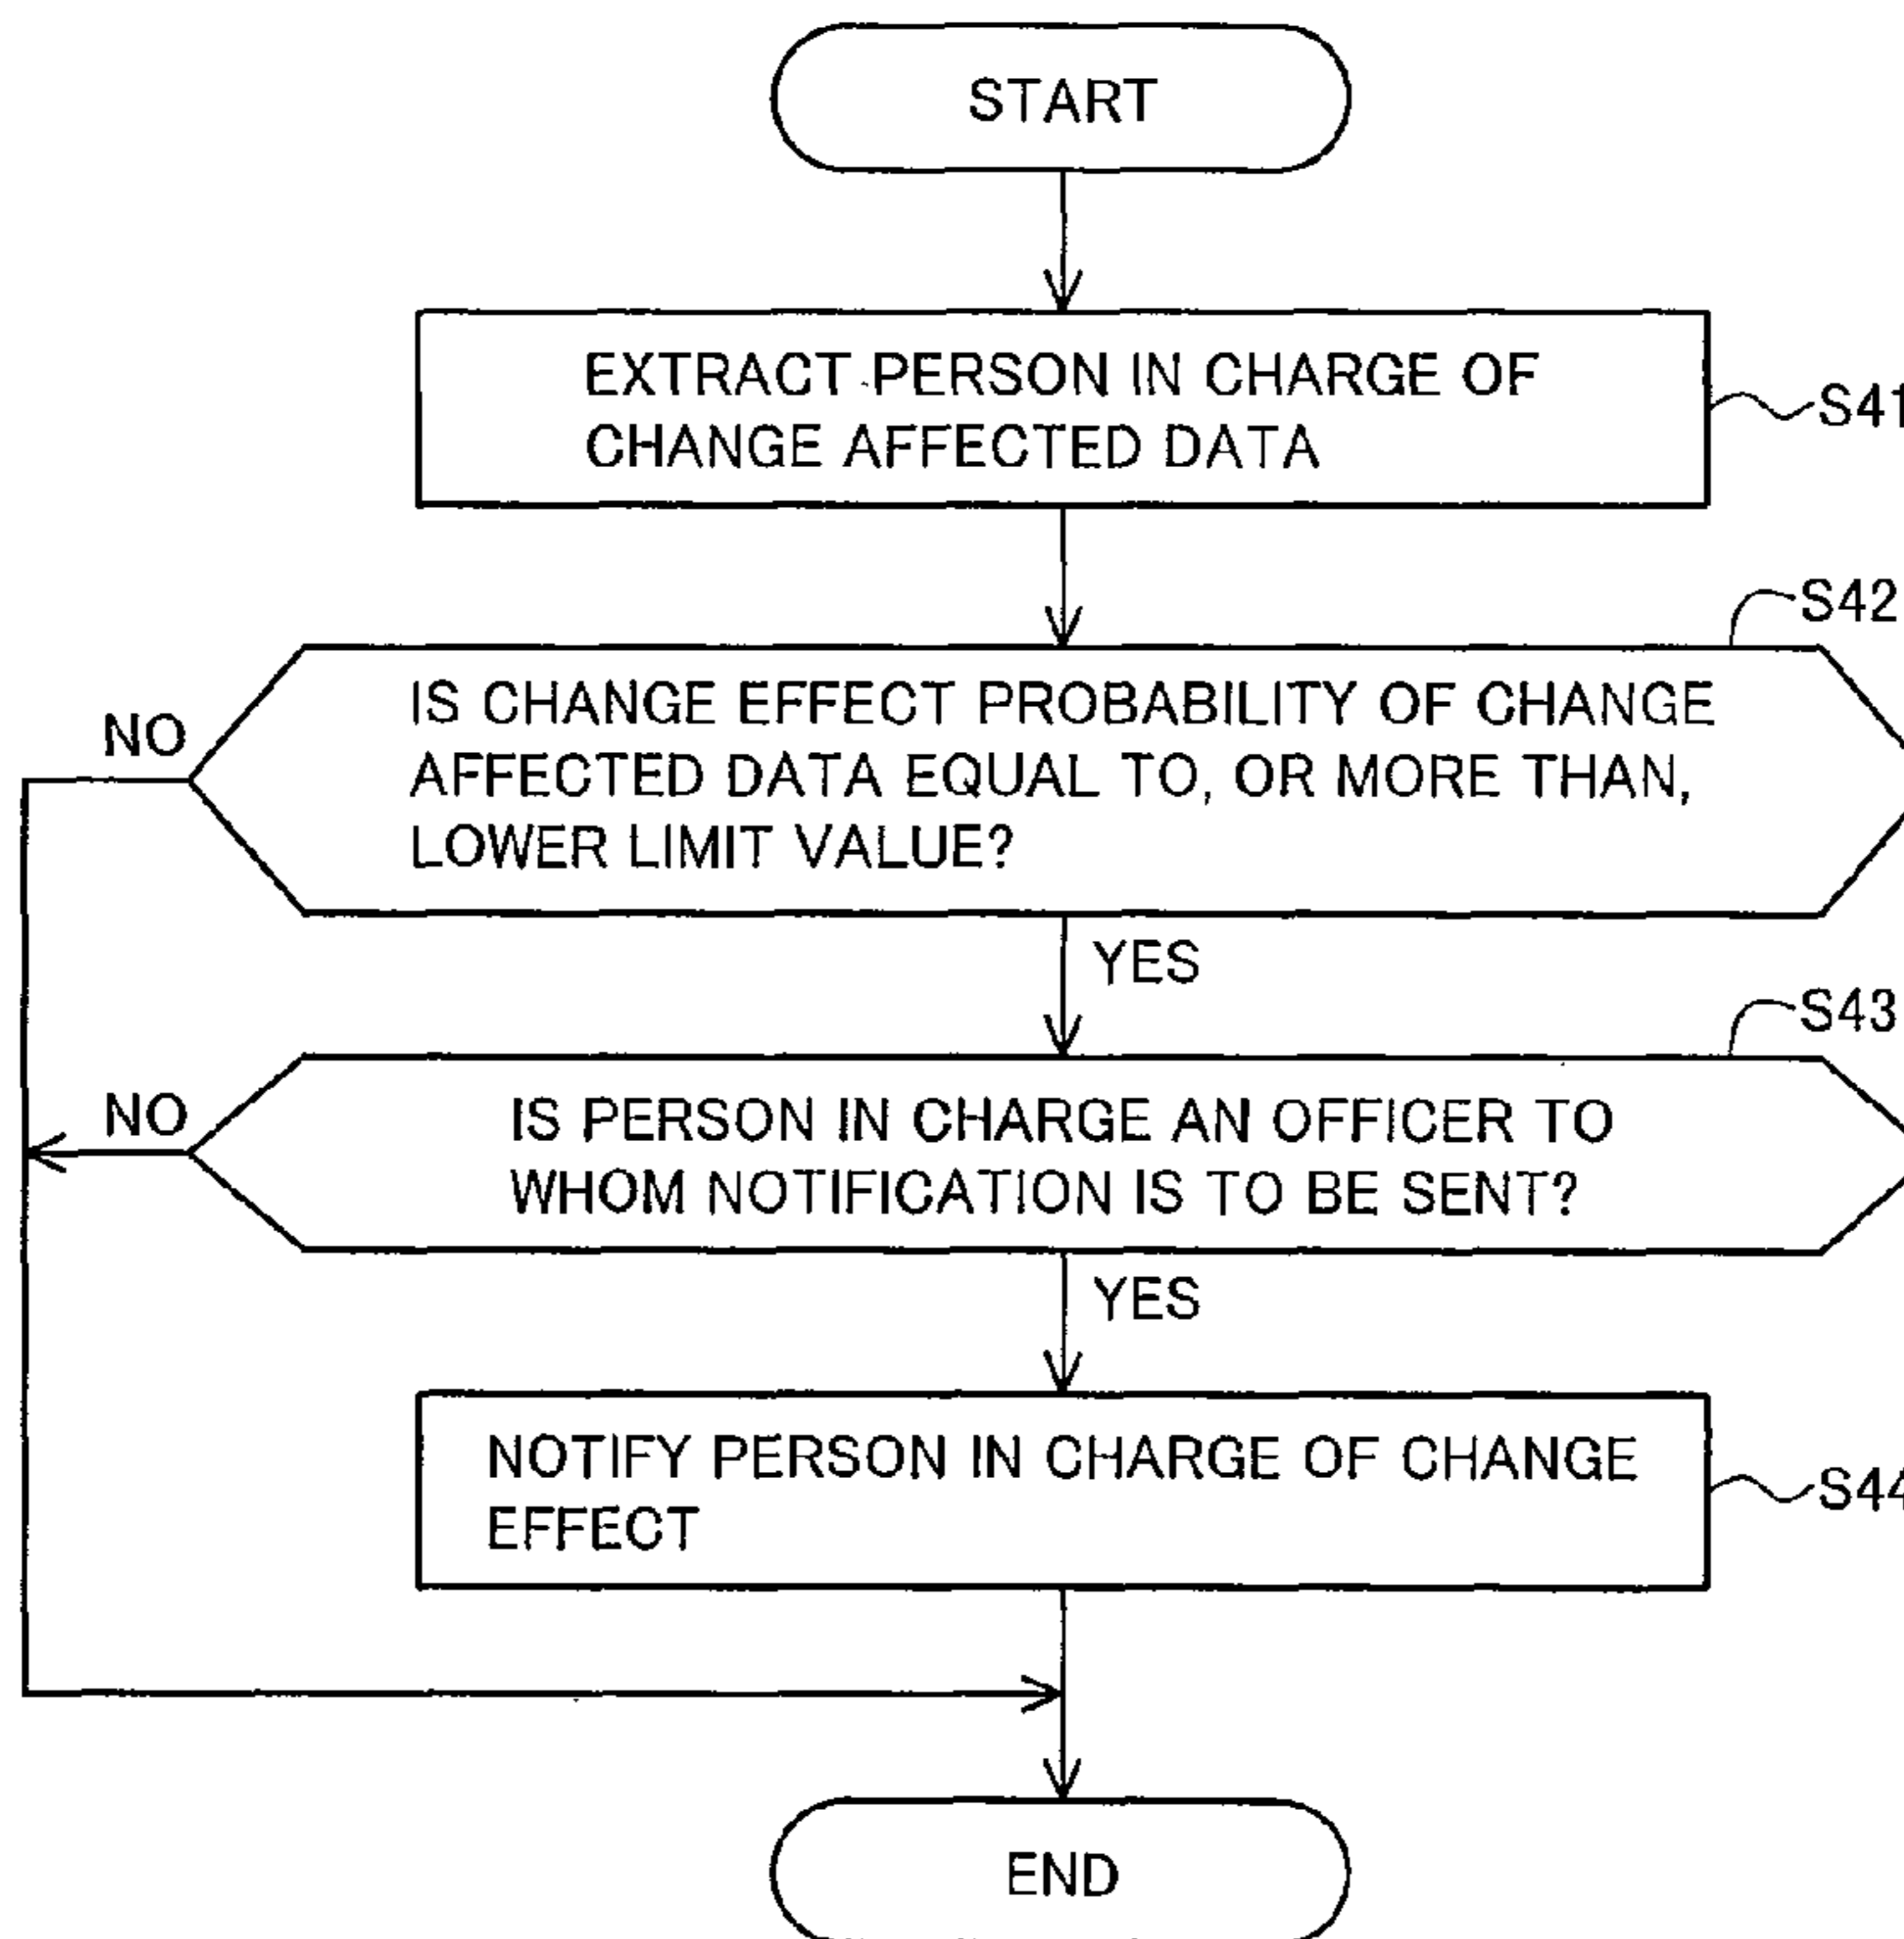 START
EXTRACT PERSON IN CHARGE OF
CHANGE AFFECTED DATA
S41
S42
IS CHANGE EFFECT PROBABILITY OF CHANGE
AFFECTED DATA EQUAL TO, OR MORE THAN,
LOWER LIMIT VALUE?
NO
YES
S43
IS PERSON IN CHARGE AN OFFICER TO
WHOM NOTIFICATION IS TO BE SENT?
NO
YES
NOTIFY PERSON IN CHARGE OF CHANGE
EFFECT
S44
END